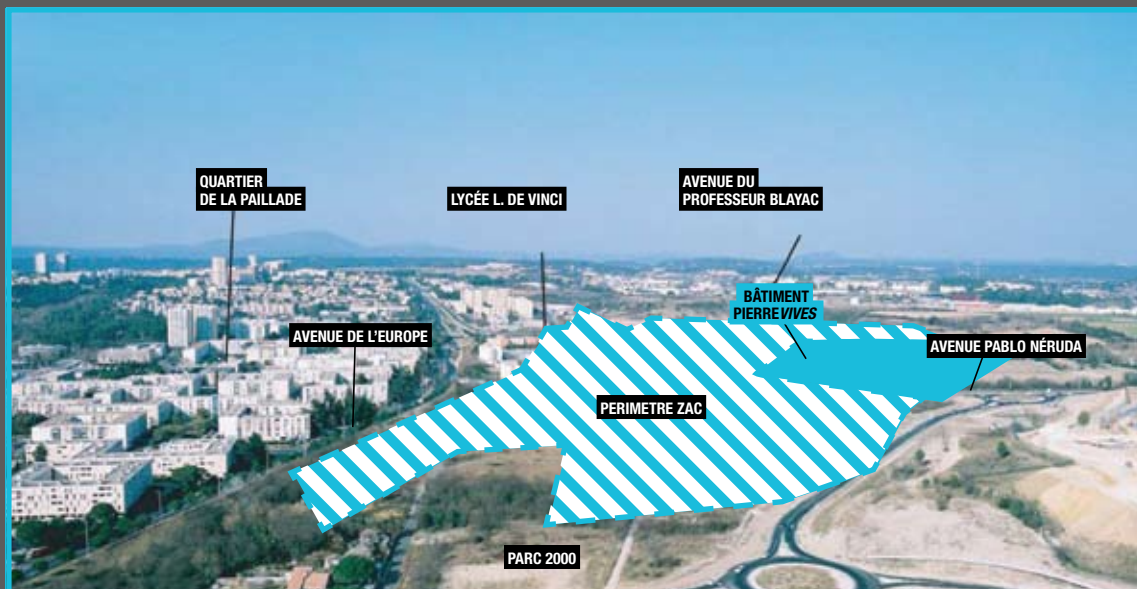 QUARTIER
DE LA PAILLADE
LYCÉE L. DE VINCI
AVENUE DU
PROFESSEUR BLAYAC
BÂTIMENT
PIERREVIVES
AVENUE DE L'EUROPE
AVENUE PABLO NÉRUDA
PERIMETRE ZAC
PARC 2000